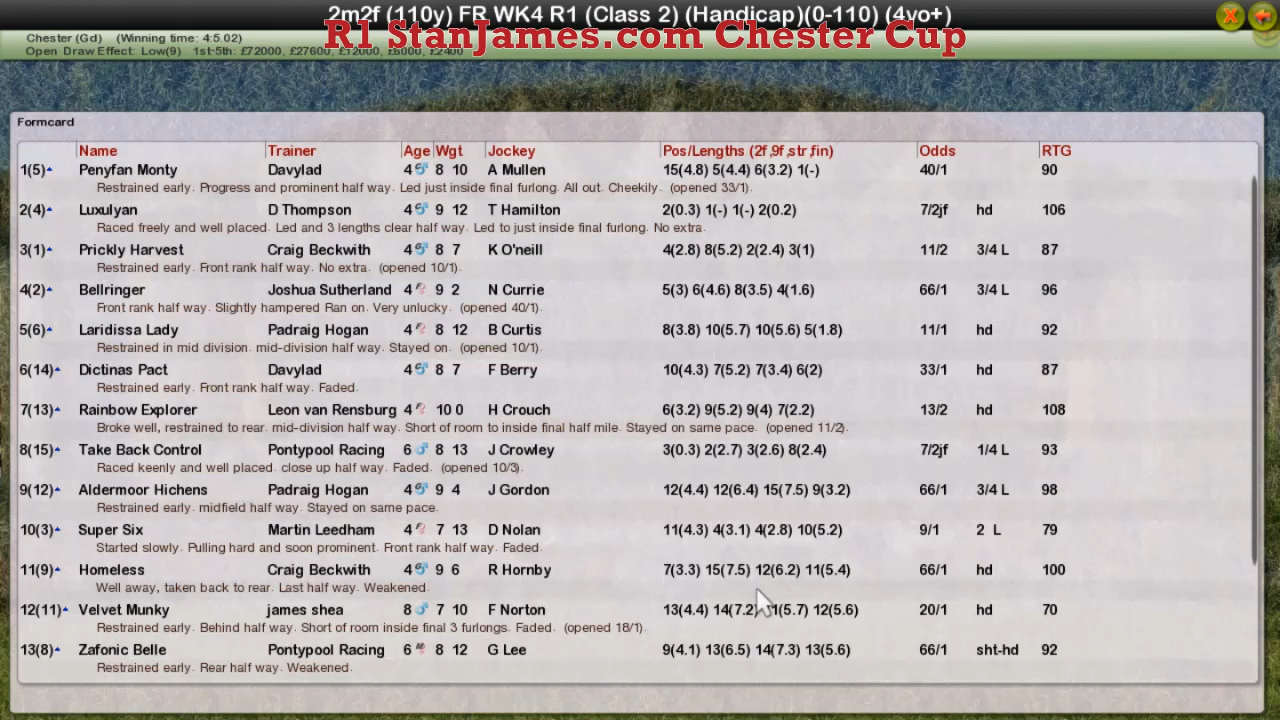 2m2f (110y) FR WK4 R1 (Class 2) (Handicap)(0-110) (4yo+)
R1 StanJames.com Chester Cup
Chester (Gd) (Winning time: 4:5.02)
Open Draw Effect: Low(9) 1st-5th: £72000, £27600, £12000, £6000, £2400
Formcard
Name Trainer Age Wgt Jockey Pos/Lengths (2f,9f,str,fin) Odds RTG
1(5) Penyfan Monty Davylad 4 8 10 A Mullen 15(4.8) 5(4.4) 6(3.2) 1(-) 40/1 90
Restrained early. Progress and prominent half way. Led just inside final furlong. All out. Cheekily. (opened 33/1).
2(4) Luxulyan D Thompson 4 9 12 T Hamilton 2(0.3) 1(-) 1(-) 2(0.2) 7/2jf hd 106
Raced freely and well placed. Led and 3 lengths clear half way. Led to just inside final furlong. No extra.
3(1) Prickly Harvest Craig Beckwith 4 8 7 K O'neill 4(2.8) 8(5.2) 2(2.4) 3(1) 11/2 3/4 L 87
Restrained early. Front rank half way. No extra. (opened 10/1).
4(2) Bellringer Joshua Sutherland 4 9 2 N Currie 5(3) 6(4.6) 8(3.5) 4(1.6) 66/1 3/4 L 96
Front rank half way. Slightly hampered Ran on. Very unlucky. (opened 40/1).
5(6) Laridissa Lady Padraig Hogan 4 8 12 B Curtis 8(3.8) 10(5.7) 10(5.6) 5(1.8) 11/1 hd 92
Restrained in mid division. mid-division half way. Stayed on. (opened 10/1).
6(14) Dictinas Pact Davylad 4 8 7 F Berry 10(4.3) 7(5.2) 7(3.4) 6(2) 33/1 hd 87
Restrained early. Front rank half way. Faded.
7(13) Rainbow Explorer Leon van Rensburg 4 10 0 H Crouch 6(3.2) 9(5.2) 9(4) 7(2.2) 13/2 hd 108
Broke well, restrained to rear. mid-division half way. Short of room to inside final half mile. Stayed on same pace. (opened 11/2).
8(15) Take Back Control Pontypool Racing 6 8 13 J Crowley 3(0.3) 2(2.7) 3(2.6) 8(2.4) 7/2jf 1/4 L 93
Raced keenly and well placed. close up half way. Faded. (opened 10/3).
9(12) Aldermoor Hichens Padraig Hogan 4 9 4 J Gordon 12(4.4) 12(6.4) 15(7.5) 9(3.2) 66/1 3/4 L 98
Restrained early. midfield half way. Stayed on same pace.
10(3) Super Six Martin Leedham 4 7 13 D Nolan 11(4.3) 4(3.1) 4(2.8) 10(5.2) 9/1 2 L 79
Started slowly. Pulling hard and soon prominent. Front rank half way. Faded.
11(9) Homeless Craig Beckwith 4 9 6 R Hornby 7(3.3) 15(7.5) 12(6.2) 11(5.4) 66/1 hd 100
Well away, taken back to rear. Last half way. Weakened.
12(11) Velvet Munky james shea 8 7 10 F Norton 13(4.4) 14(7.2) 1(5.7) 12(5.6) 20/1 hd 70
Restrained early. Behind half way. Short of room inside final 3 furlongs. Faded. (opened 18/1).
13(8) Zafonic Belle Pontypool Racing 6 8 12 G Lee 9(4.1) 13(6.5) 14(7.3) 13(5.6) 66/1 sht-hd 92
Restrained early. Rear half way. Weakened.